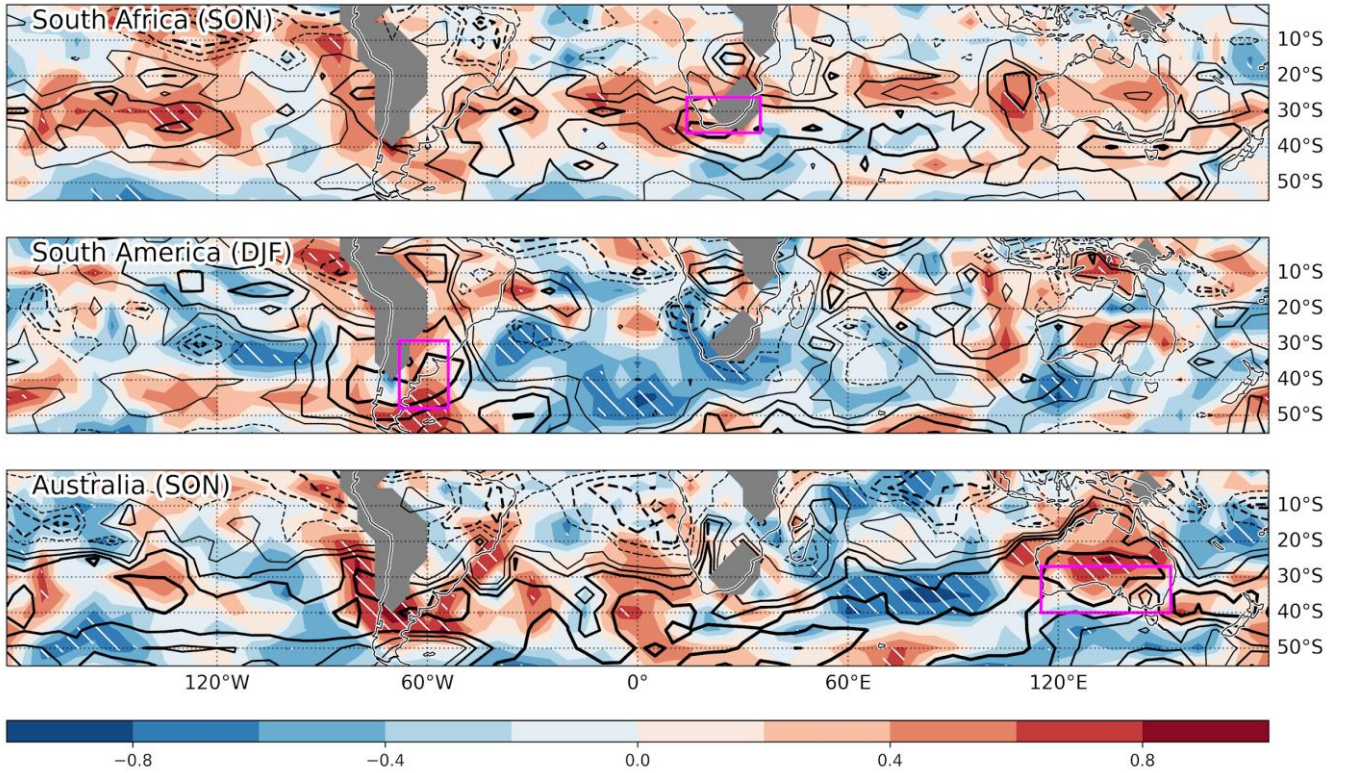 South Africa (SON)
10°S
20°S
30°S
40°S
50°S
South America (DJF)
10°S
20°S
30°S
40°S
50°S
Australia (SON)
10°S
20°S
30°S
40°S
50°S
120°W 60°W 0° 60°E 120°E
−0.8 −0.4 0.0 0.4 0.8